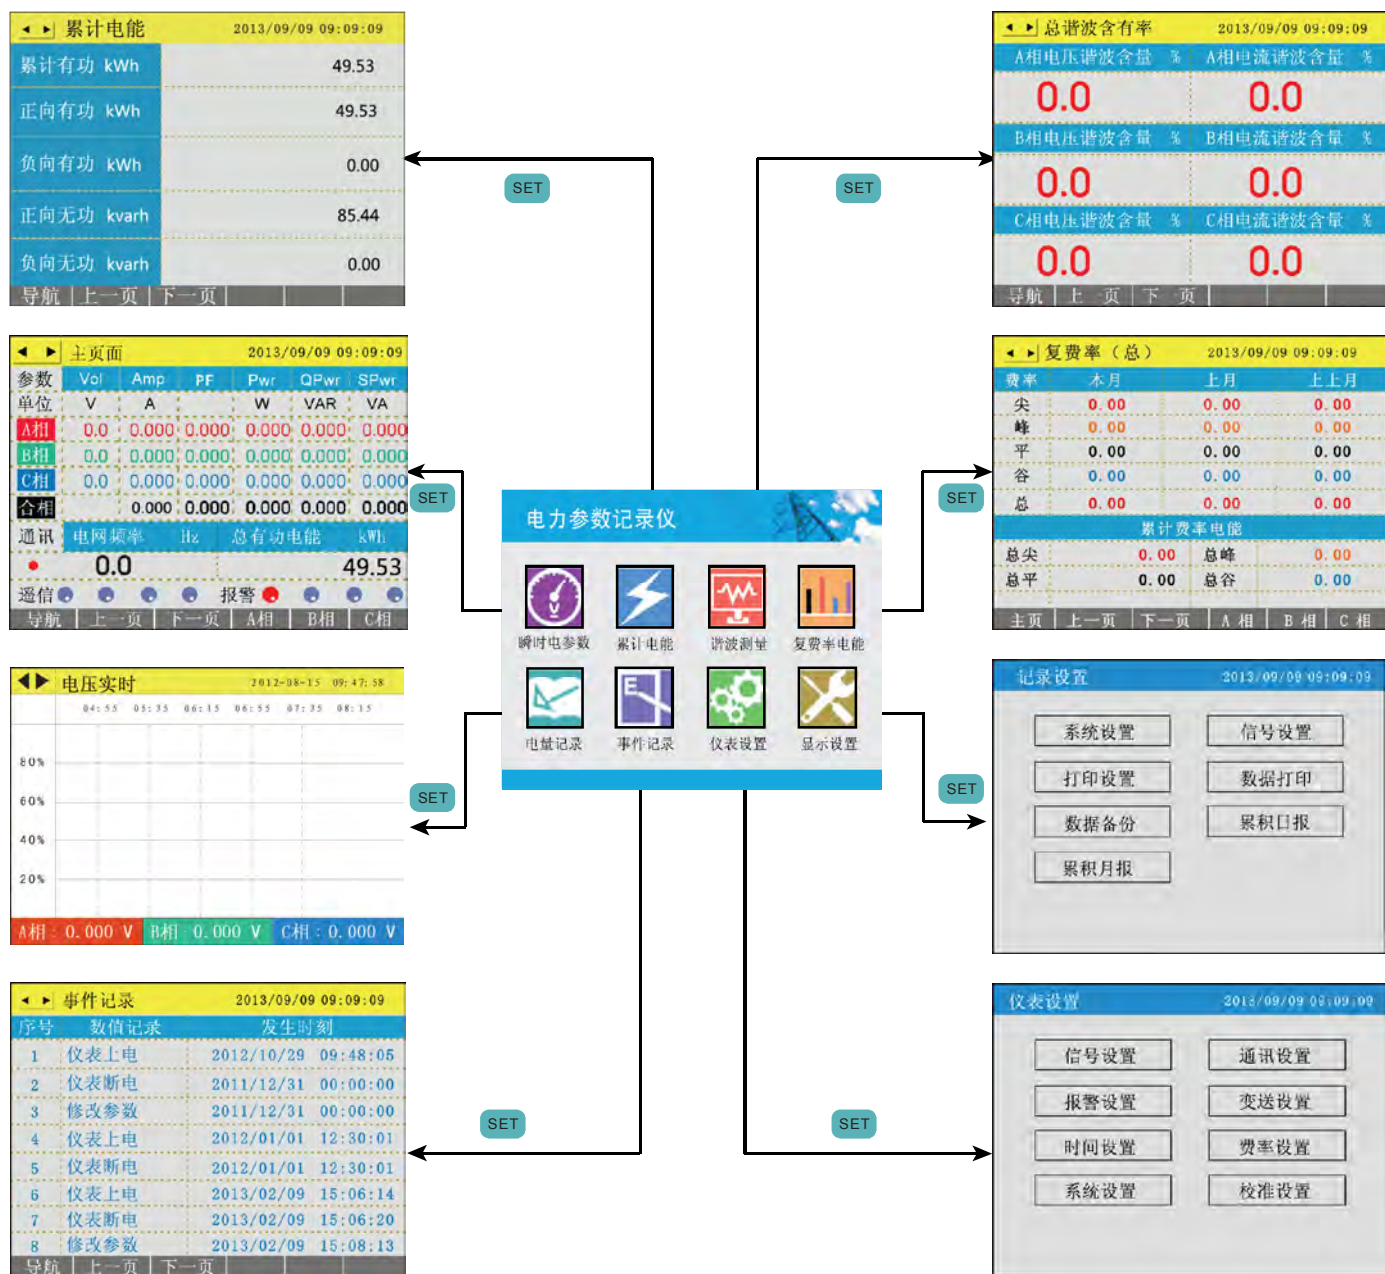 累计电能 2013/09/09 09:09:09
累计有功 kWh 49.53
正向有功 kWh 49.53
负向有功 kWh 0.00
正向无功 kvarh 85.44
负向无功 kvarh 0.00
导航 上一页 下一页
SET
总谐波含有率 2013/09/09 09:09:09
A相电压谐波含量 % A相电流谐波含量 %
0.0 0.0
B相电压谐波含量 % B相电流谐波含量 %
0.0 0.0
C相电压谐波含量 % C相电流谐波含量 %
0.0 0.0
导航 上一页 下一页
SET
主页面 2013/09/09 09:09:09
参数 Vol Amp PF Pwr QPwr SPwr
单位 V A W VAR VA
A相 0.0 0.000 0.000 0.000 0.000 0.000
B相 0.0 0.000 0.000 0.000 0.000 0.000
C相 0.0 0.000 0.000 0.000 0.000 0.000
合相 0.000 0.000 0.000 0.000 0.000
通讯 电网频率 Hz 总有功电能 kWh
0.0 49.53
遥信 报警
导航 上一页 下一页 A相 B相 C相
SET
复费率（总） 2013/09/09 09:09:09
费率 本月 上月 上上月
尖 0.00 0.00 0.00
峰 0.00 0.00 0.00
平 0.00 0.00 0.00
谷 0.00 0.00 0.00
总 0.00 0.00 0.00
累计费率电能
总尖 0.00 总峰 0.00
总平 0.00 总谷 0.00
主页 上一页 下一页 A 相 B 相 C 相
SET
电力参数记录仪
V
E
瞬时电参数 累计电能 谐波测量 复费率电能
电量记录 事件记录 仪表设置 显示设置
电压实时 2012-08-15 09:47:58
04:55 05:35 06:15 06:55 07:35 08:15
80%
60%
40%
20%
A相：0.000 V B相：0.000 V C相：0.000 V
SET
记录设置 2013/09/09 09:09:09
系统设置 信号设置
打印设置 数据打印
数据备份 累积日报
累积月报
SET
事件记录 2013/09/09 09:09:09
序号 数值记录 发生时刻
1 仪表上电 2012/10/29 09:48:05
2 仪表断电 2011/12/31 00:00:00
3 修改参数 2011/12/31 00:00:00
4 仪表上电 2012/01/01 12:30:01
5 仪表断电 2012/01/01 12:30:01
6 仪表上电 2013/02/09 15:06:14
7 仪表断电 2013/02/09 15:06:20
8 修改参数 2013/02/09 15:08:13
导航 上一页 下一页
SET
仪表设置 2013/09/09 09:09:09
信号设置 通讯设置
报警设置 变送设置
时间设置 费率设置
系统设置 校准设置
SET